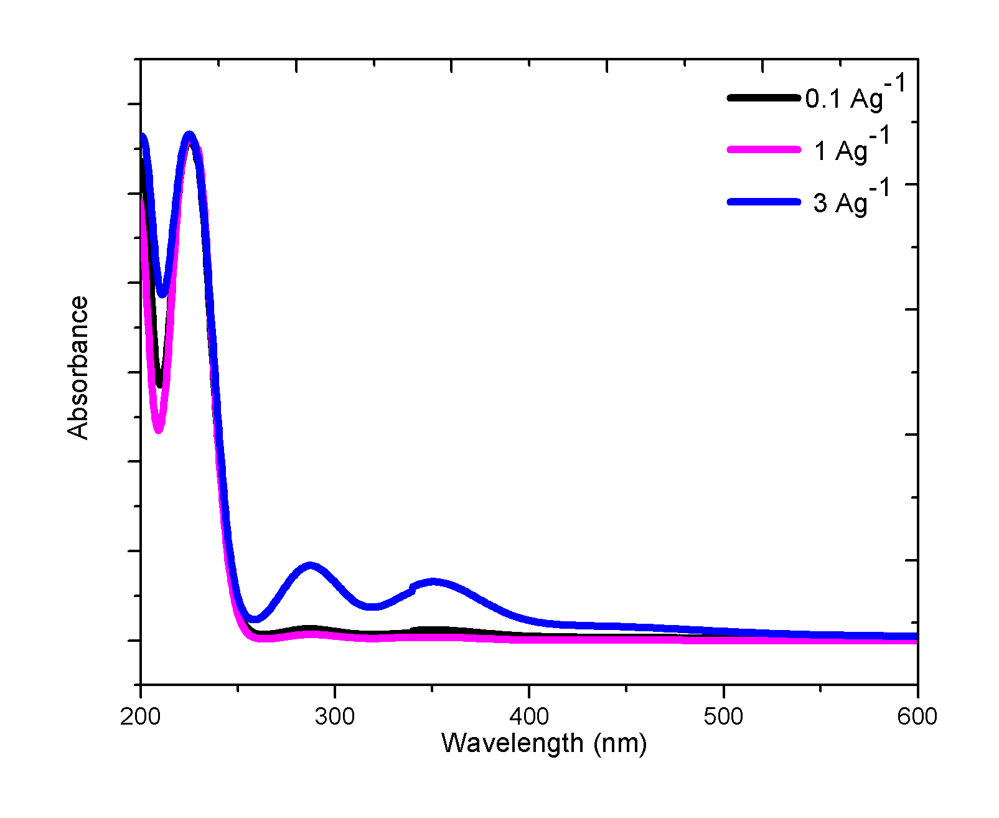 0.1 Ag-1
1 Ag-1
3 Ag-1
Absorbance
200 300 400 500 600
Wavelength (nm)